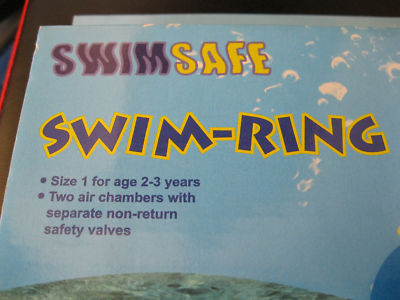 SWIMSAFE
SWIM-RING
• Size 1 for age 2-3 years
• Two air chambers with
separate non-return
safety valves